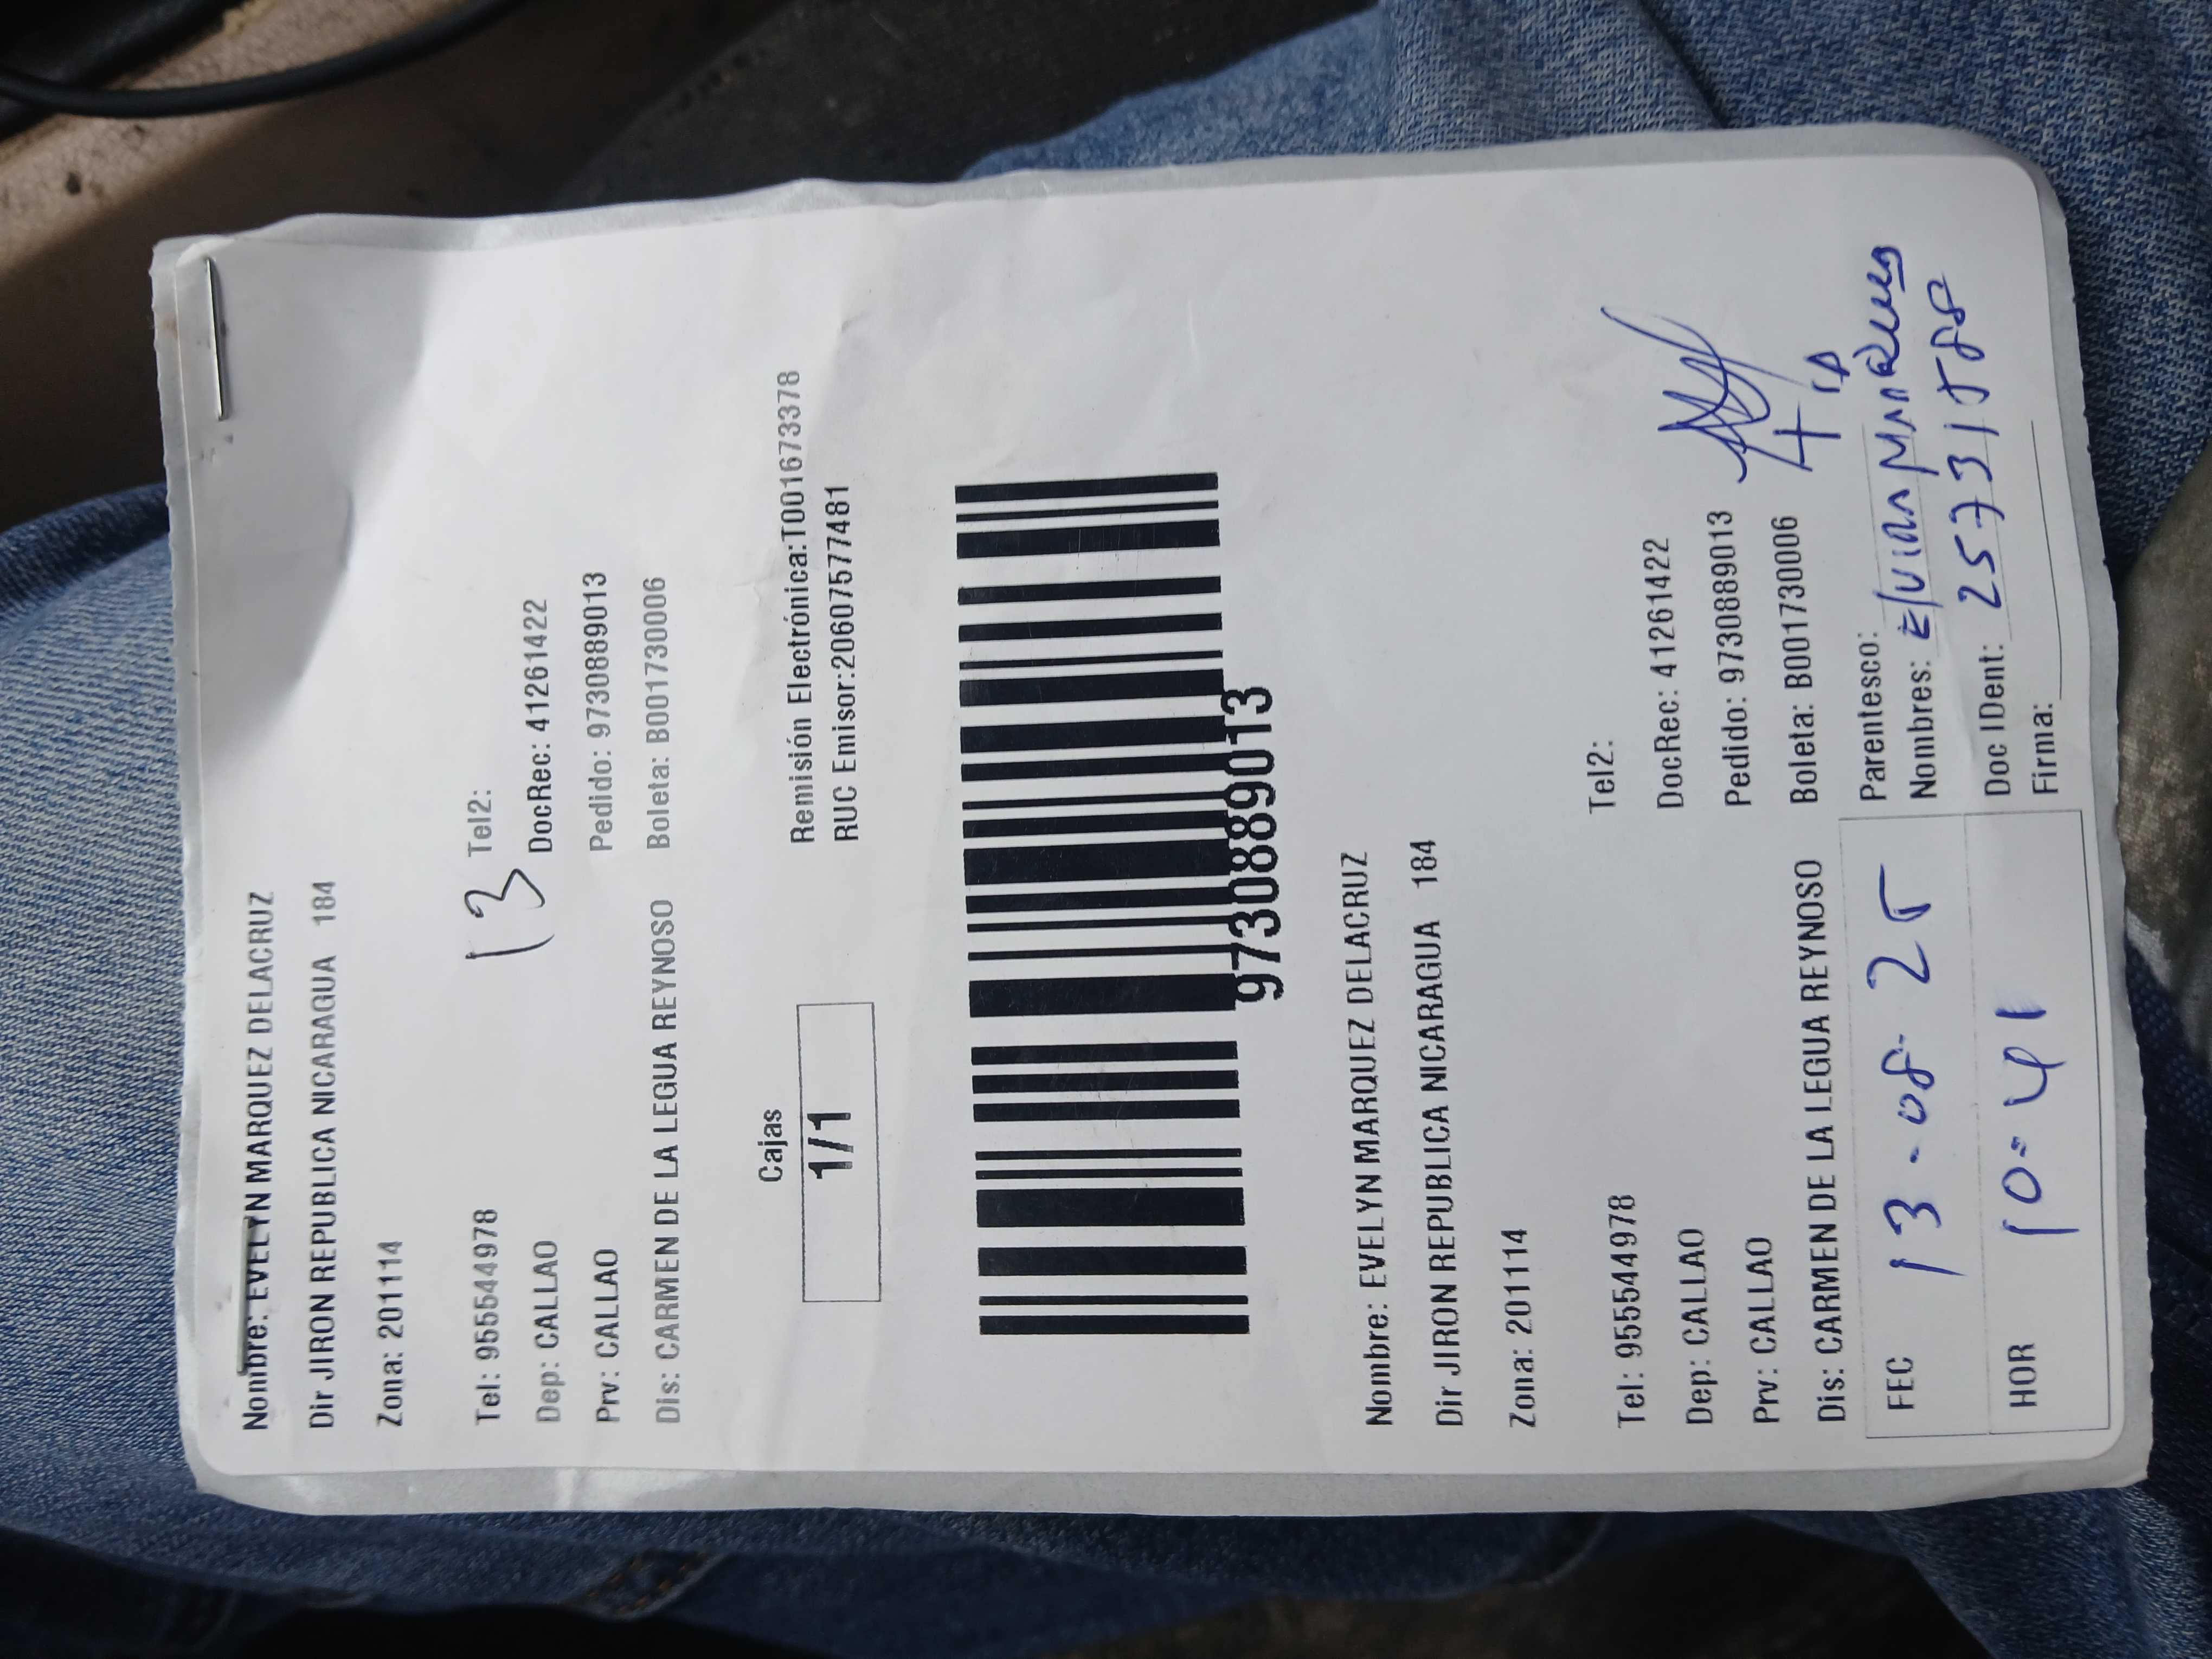 Nombre: EVELYN MARQUEZ DELACRUZ
Dir JIRON REPUBLICA NICARAGUA 184
Zona: 201114
13
Tel: 955544978 Tel2:
Dep: CALLAO DocRec: 41261422
Prv: CALLAO Pedido: 9730889013
Dis: CARMEN DE LA LEGUA REYNOSO Boleta: B001730006
Cajas
1/1
Remisión Electrónica:T001673378
RUC Emisor:20607577481
9730889013
Nombre: EVELYN MARQUEZ DELACRUZ
Dir JIRON REPUBLICA NICARAGUA 184
Zona: 201114
Tel: 955544978 Tel2:
Dep: CALLAO DocRec: 41261422
Prv: CALLAO Pedido: 9730889013
Dis: CARMEN DE LA LEGUA REYNOSO Boleta: B001730006
Parentesco: tia
FEC 13-08-25 Nombres:
HOR 10:41 Doc IDent: 25731588
Firma: